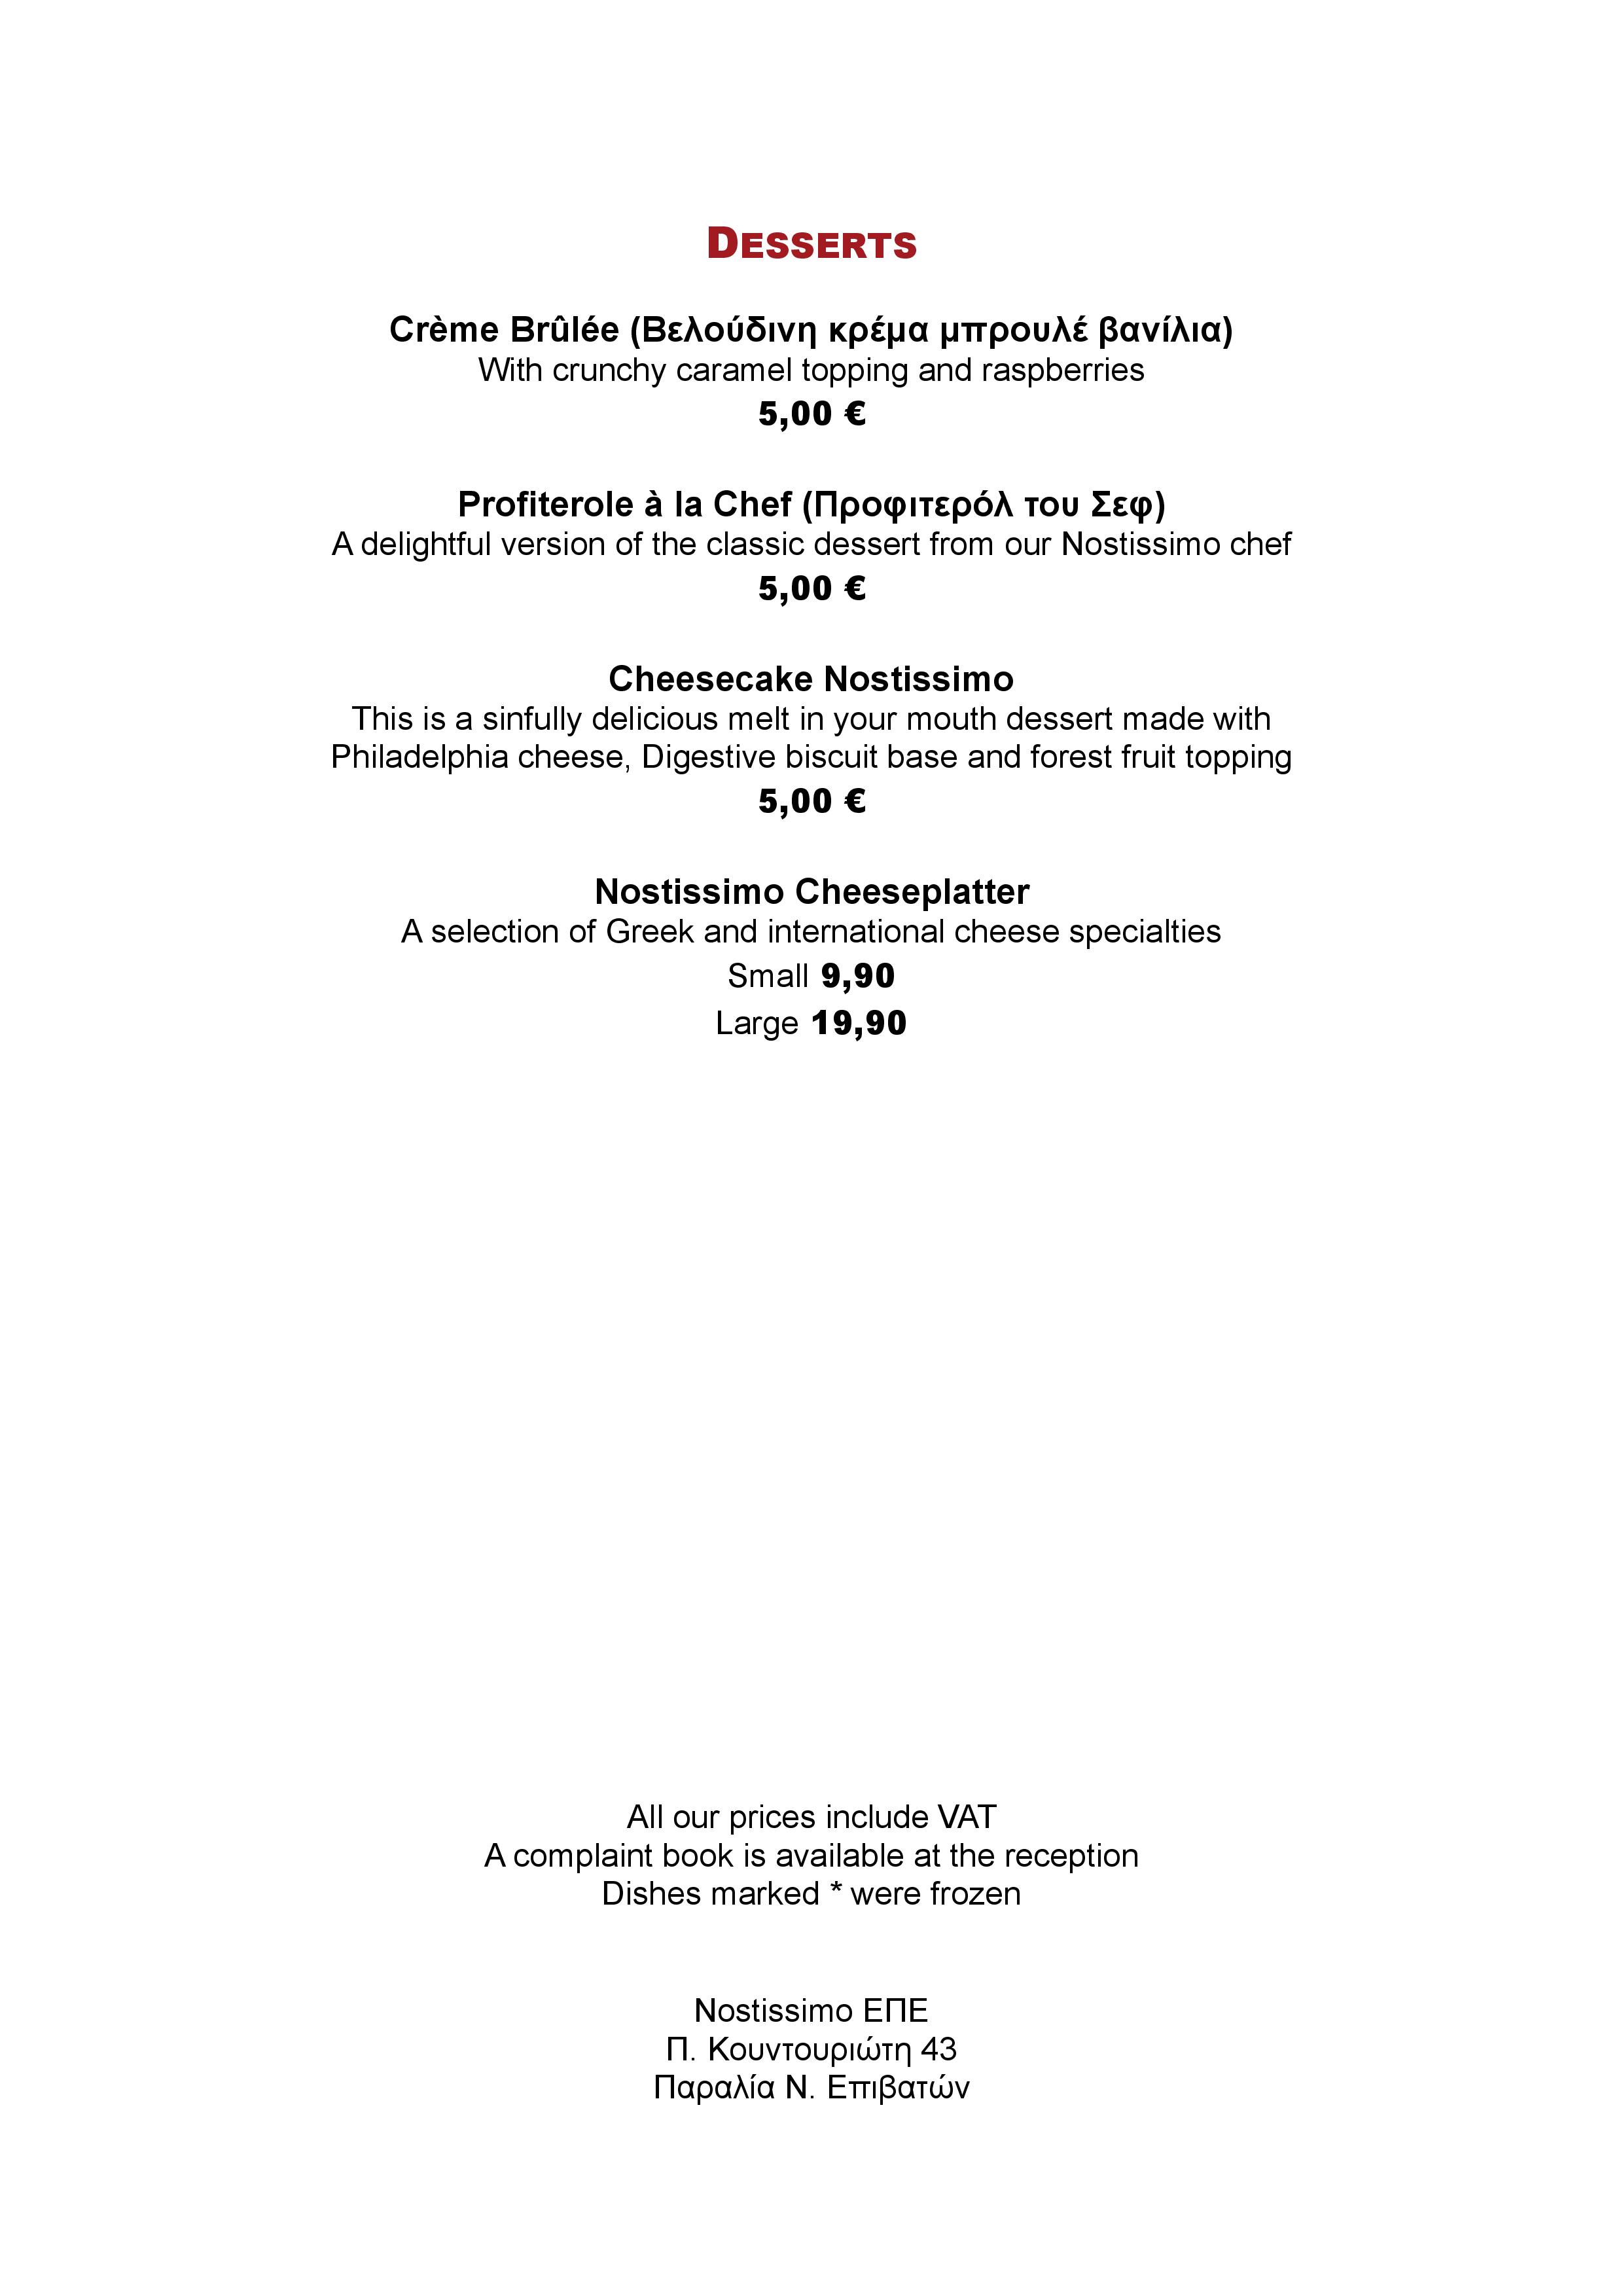 DESSERTS
Crème Brûlée (Βελούδινη κρέμα μπρουλέ βανίλια)
With crunchy caramel topping and raspberries
5,00 €
Profiterole à la Chef (Προφιτερόλ του Σεφ)
A delightful version of the classic dessert from our Nostissimo chef
5,00 €
Cheesecake Nostissimo
This is a sinfully delicious melt in your mouth dessert made with
Philadelphia cheese, Digestive biscuit base and forest fruit topping
5,00 €
Nostissimo Cheeseplatter
A selection of Greek and international cheese specialties
Small 9,90
Large 19,90
All our prices include VAT
A complaint book is available at the reception
Dishes marked * were frozen
Nostissimo ΕΠΕ
Π. Κουντουριώτη 43
Παραλία Ν. Επιβατών